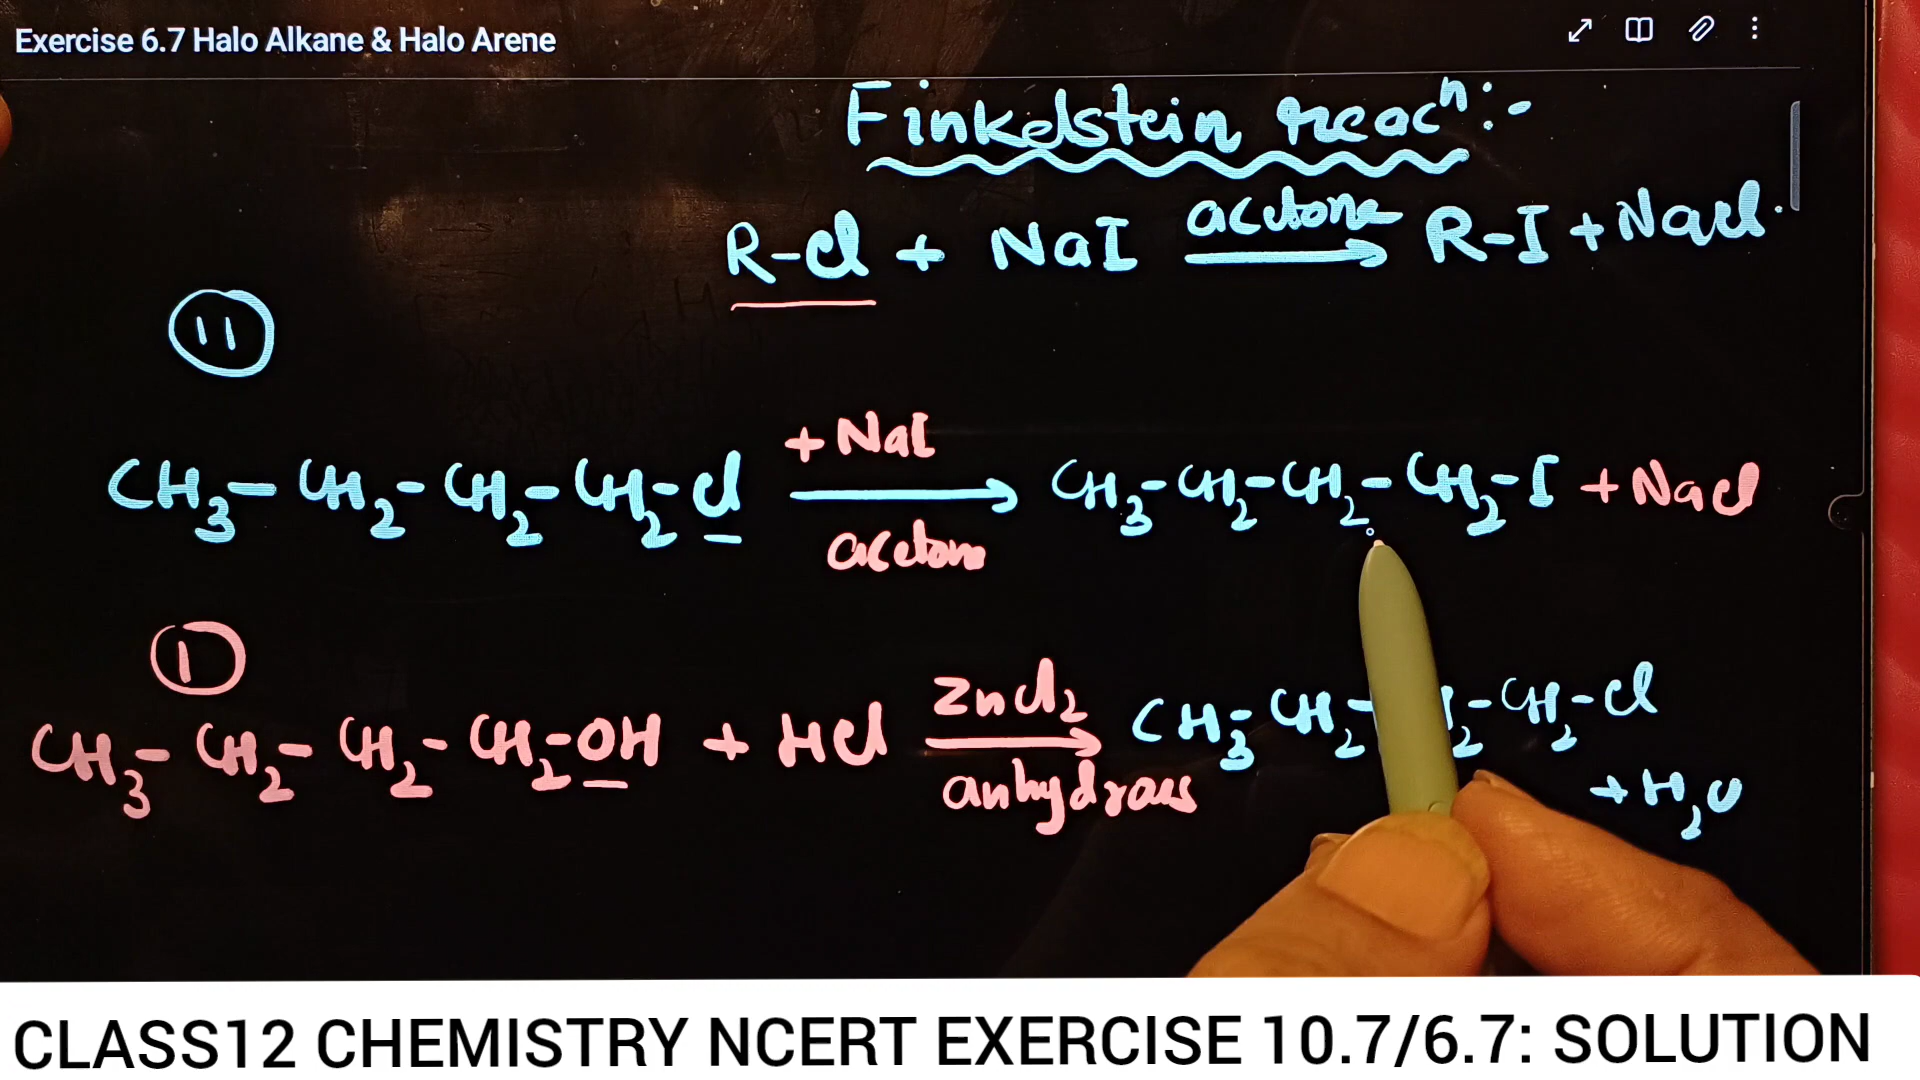 Exercise 6.7 Halo Alkane & Halo Arene
Finkelstein reacⁿ:-
R-Cl + NaI acetone → R-I + NaCl.
11
CH₃-CH₂-CH₂-CH₂-Cl +NaI → acetone CH₃-CH₂-CH₂-CH₂-I + NaCl
1
CH₃-CH₂-CH₂-CH₂-OH + HCl ZnCl₂ → anhydrous CH₃-CH₂- ₂-CH₂-Cl
+ H₂O
CLASS12 CHEMISTRY NCERT EXERCISE 10.7/6.7: SOLUTION